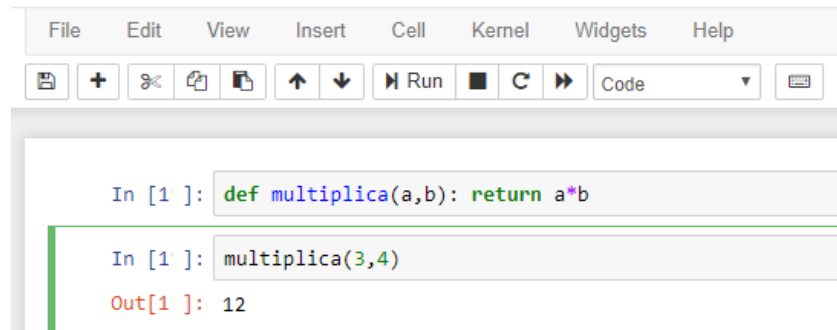 File Edit View Insert Cell Kernel Widgets Help
Run Code
In [1 ]: def multiplica(a,b): return a*b
In [1 ]: multiplica(3,4)
Out[1 ]: 12